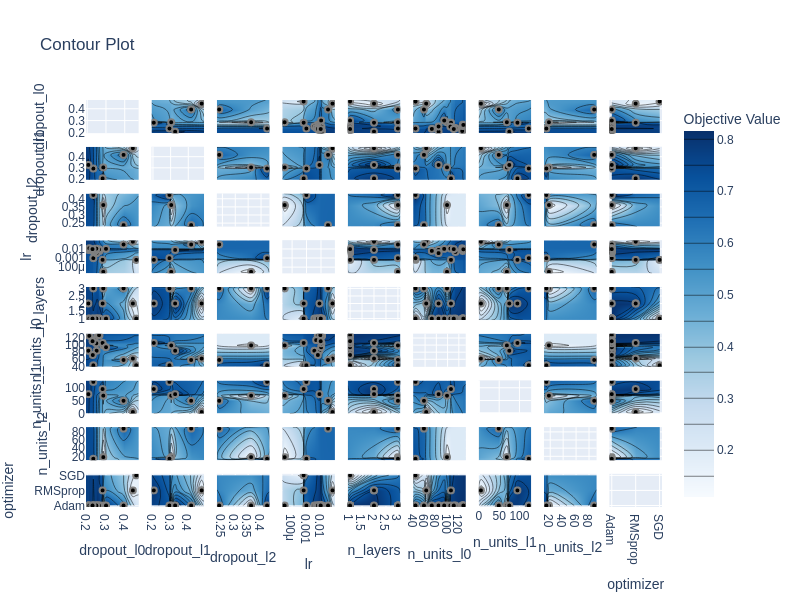 Contour Plot
Objective Value
0.8
0.7
0.6
0.5
0.4
0.3
0.2
dropout_l0
0.4
0.3
0.2
dropout_l1
0.4
0.3
0.2
dropout_l2
0.4
0.35
0.3
0.25
lr
0.01
0.001
100μ
n_layers
3
2.5
2
1.5
1
n_units_l0
120
100
80
60
40
n_units_l1
100
50
0
n_units_l2
80
60
40
20
optimizer
SGD
RMSprop
Adam
0.2 0.3 0.4
0.2 0.3 0.4
0.25 0.3 0.35 0.4
100μ 0.001 0.01
1 1.5 2 2.5 3
40 60 80 100 120
0 50 100
20 40 60 80
Adam RMSprop SGD
dropout_l0 dropout_l1 dropout_l2 lr n_layers n_units_l0 n_units_l1 n_units_l2 optimizer